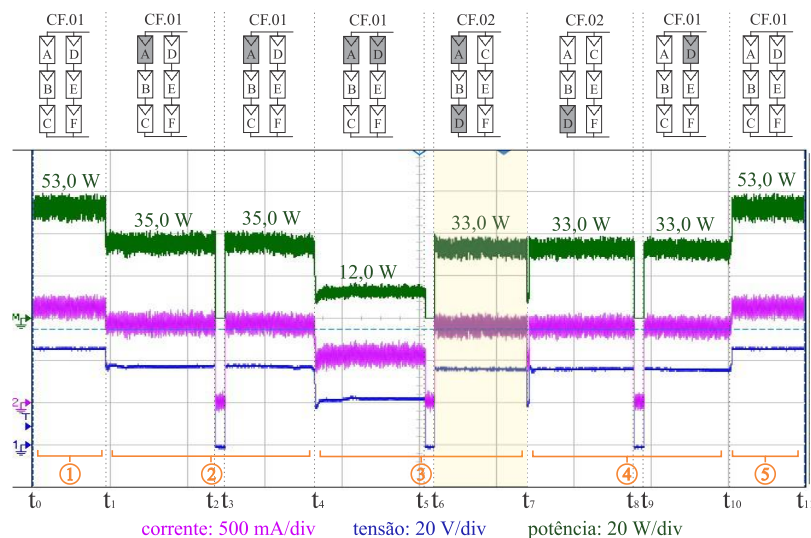 CF.01 CF.01 CF.01 CF.01 CF.02 CF.02 CF.01 CF.01
A D A D A D A D A C A C A D A D
B E B E B E B E B E B E B E B E
C F C F C F C F D F D F C F C F
53,0 W 35,0 W 35,0 W 12,0 W 33,0 W 33,0 W 33,0 W 53,0 W
M
2
T
1
1 2 3 4 5
t0 t1 t2 t3 t4 t5 t6 t7 t8 t9 t10 t1
corrente: 500 mA/div tensão: 20 V/div potência: 20 W/div